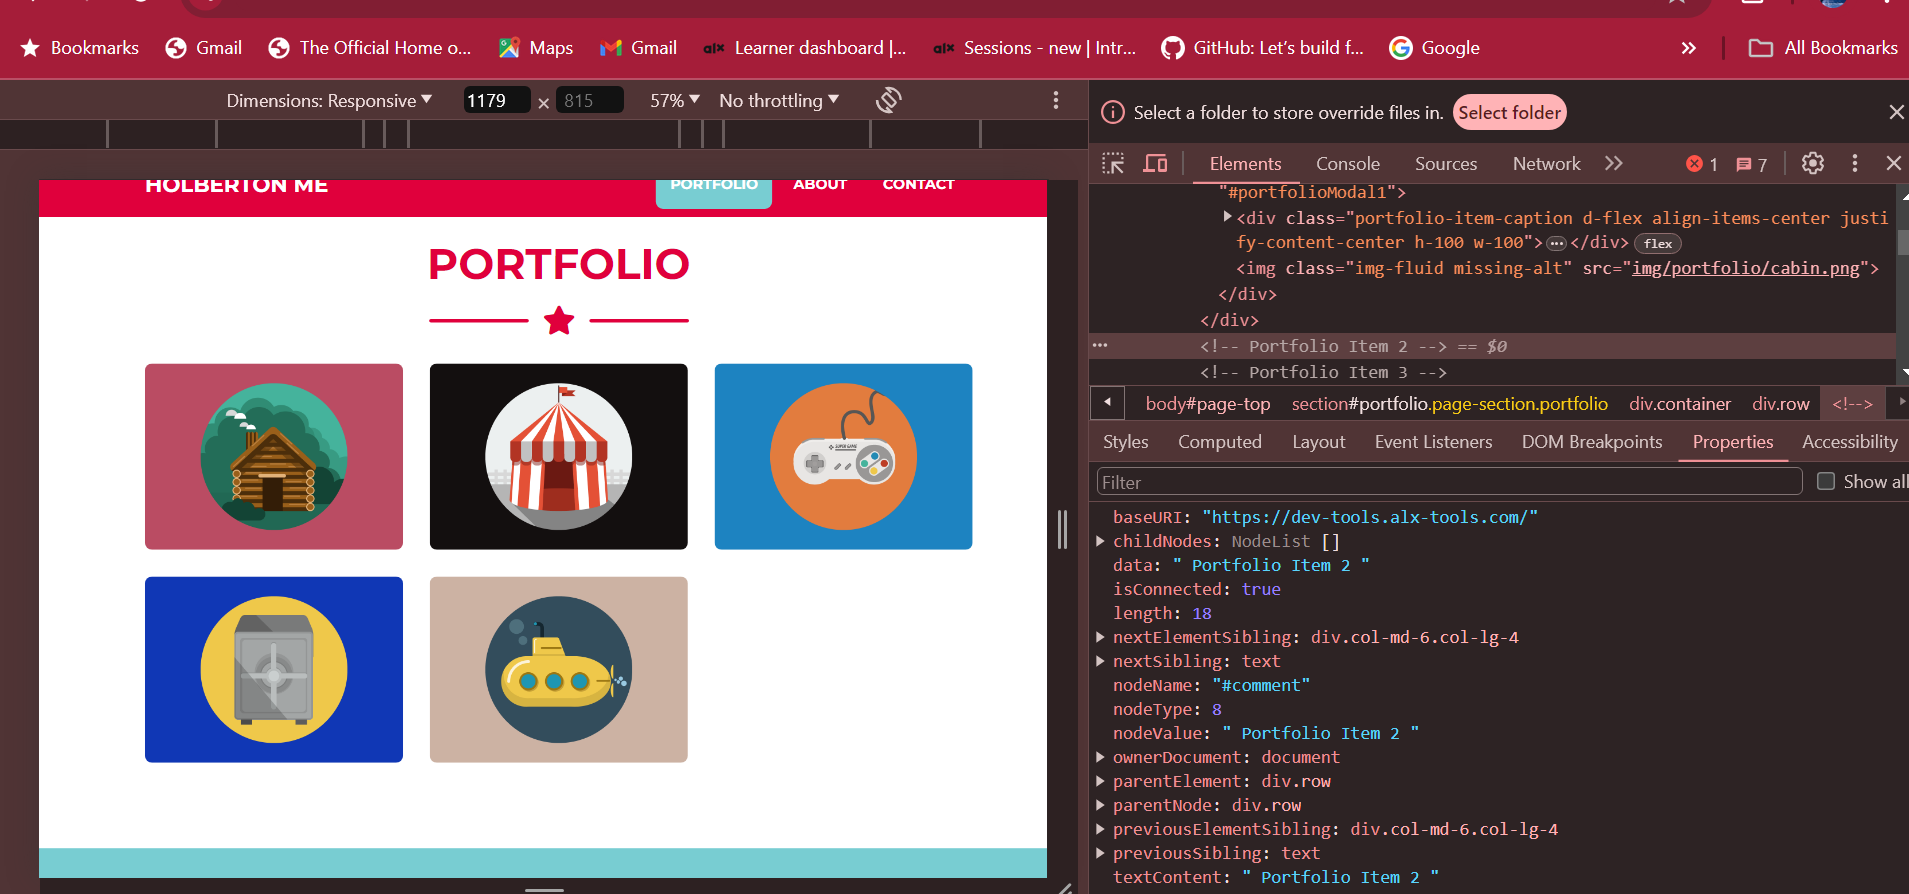 Bookmarks Gmail The Official Home o... Maps Gmail alx Learner dashboard |... alx Sessions - new | Intr... GitHub: Let's build f... Google » All Bookmarks
Dimensions: Responsive ▼ 1179 × 815 57% ▼ No throttling ▼
Select a folder to store override files in. Select folder
Elements Console Sources Network » 1 7
HOLBERTON ME PORTFOLIO ABOUT CONTACT
PORTFOLIO
SUPER GAME
"#portfolioModal1">
<div class="portfolio-item-caption d-flex align-items-center justi
fy-content-center h-100 w-100"> ••• </div> flex
<img class="img-fluid missing-alt" src="img/portfolio/cabin.png">
</div>
</div>
••• <!-- Portfolio Item 2 --> == $0
<!-- Portfolio Item 3 -->
body#page-top section#portfolio.page-section.portfolio div.container div.row <!-->
Styles Computed Layout Event Listeners DOM Breakpoints Properties Accessibility
Filter Show all
baseURI: "https://dev-tools.alx-tools.com/"
childNodes: NodeList []
data: " Portfolio Item 2 "
isConnected: true
length: 18
nextElementSibling: div.col-md-6.col-lg-4
nextSibling: text
nodeName: "#comment"
nodeType: 8
nodeValue: " Portfolio Item 2 "
ownerDocument: document
parentElement: div.row
parentNode: div.row
previousElementSibling: div.col-md-6.col-lg-4
previousSibling: text
textContent: " Portfolio Item 2 "